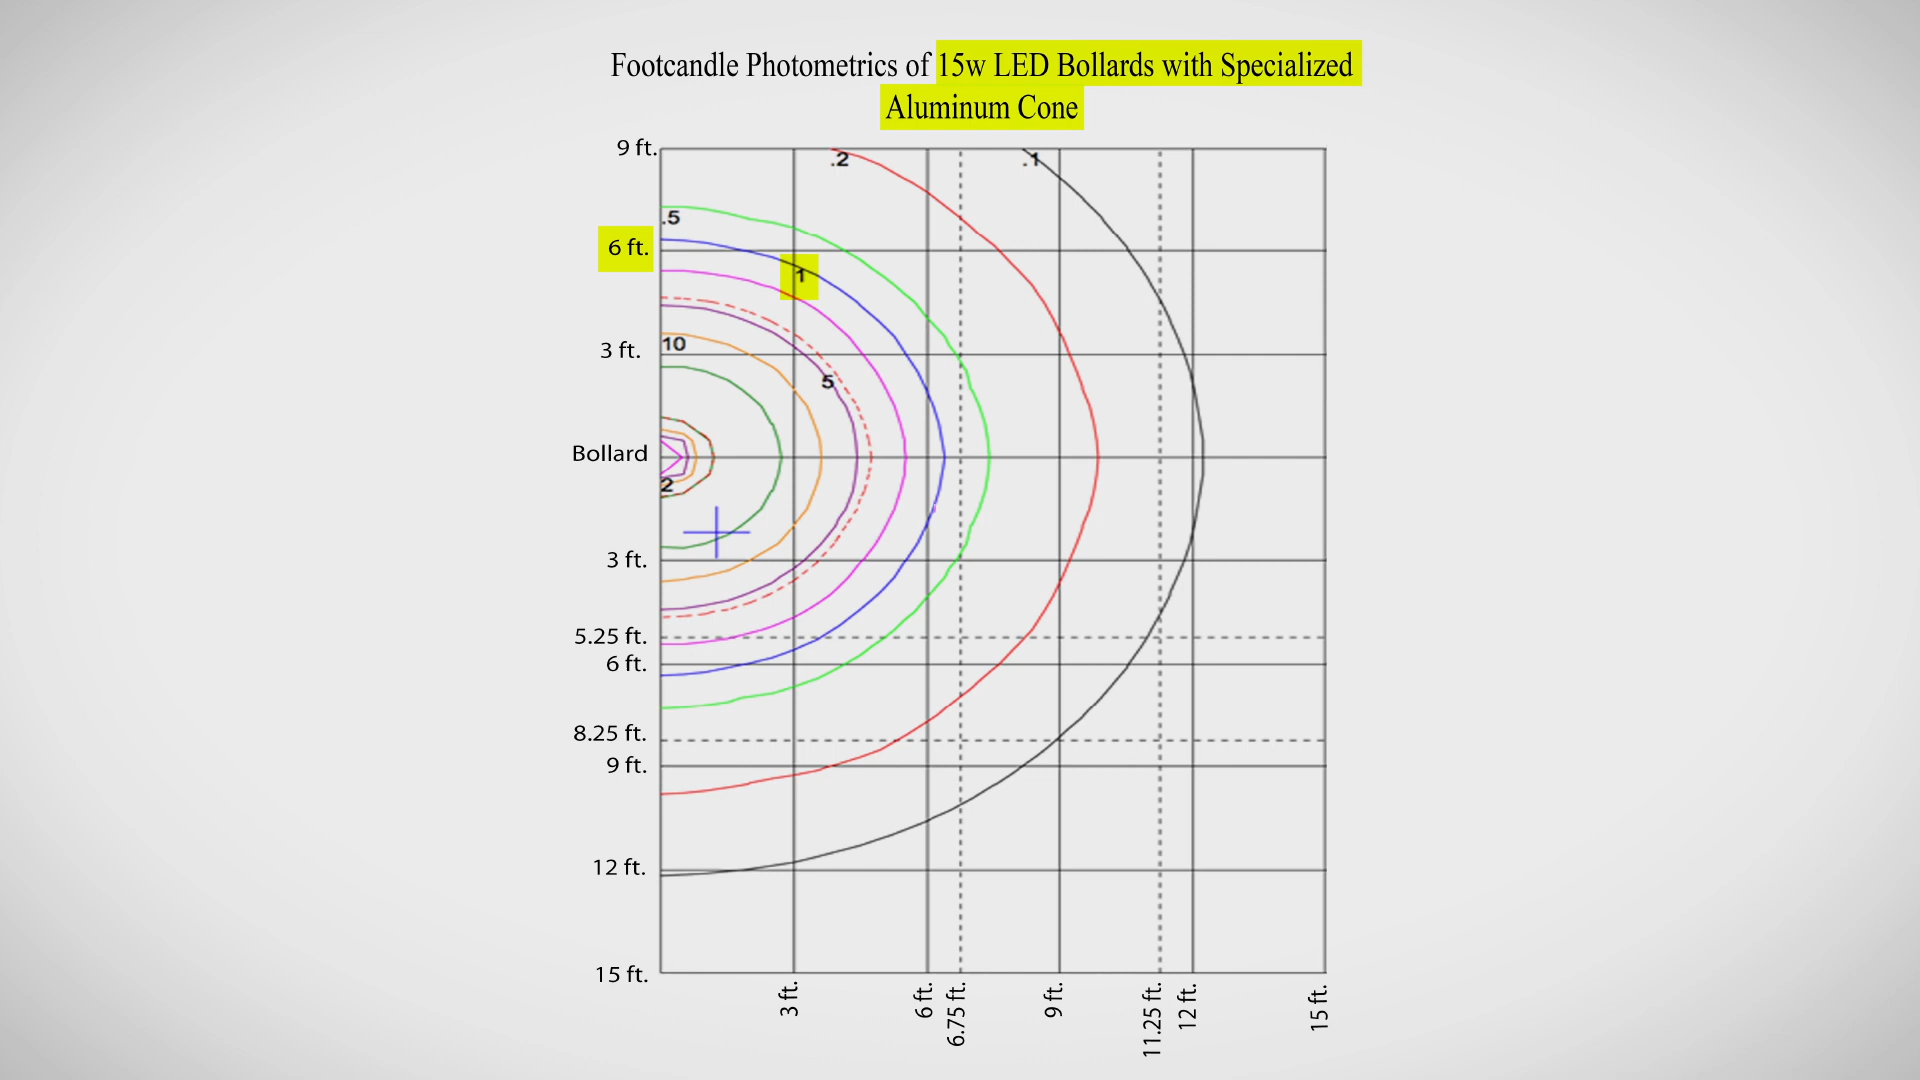 Footcandle Photometrics of 15w LED Bollards with Specialized
Aluminum Cone
9 ft.
.2
.1
.5
6 ft.
1
3 ft.
10
5
Bollard
2
3 ft.
5.25 ft.
6 ft.
8.25 ft.
9 ft.
12 ft.
15 ft.
3 ft.
6 ft.
6.75 ft.
9 ft.
11.25 ft.
12 ft.
15 ft.